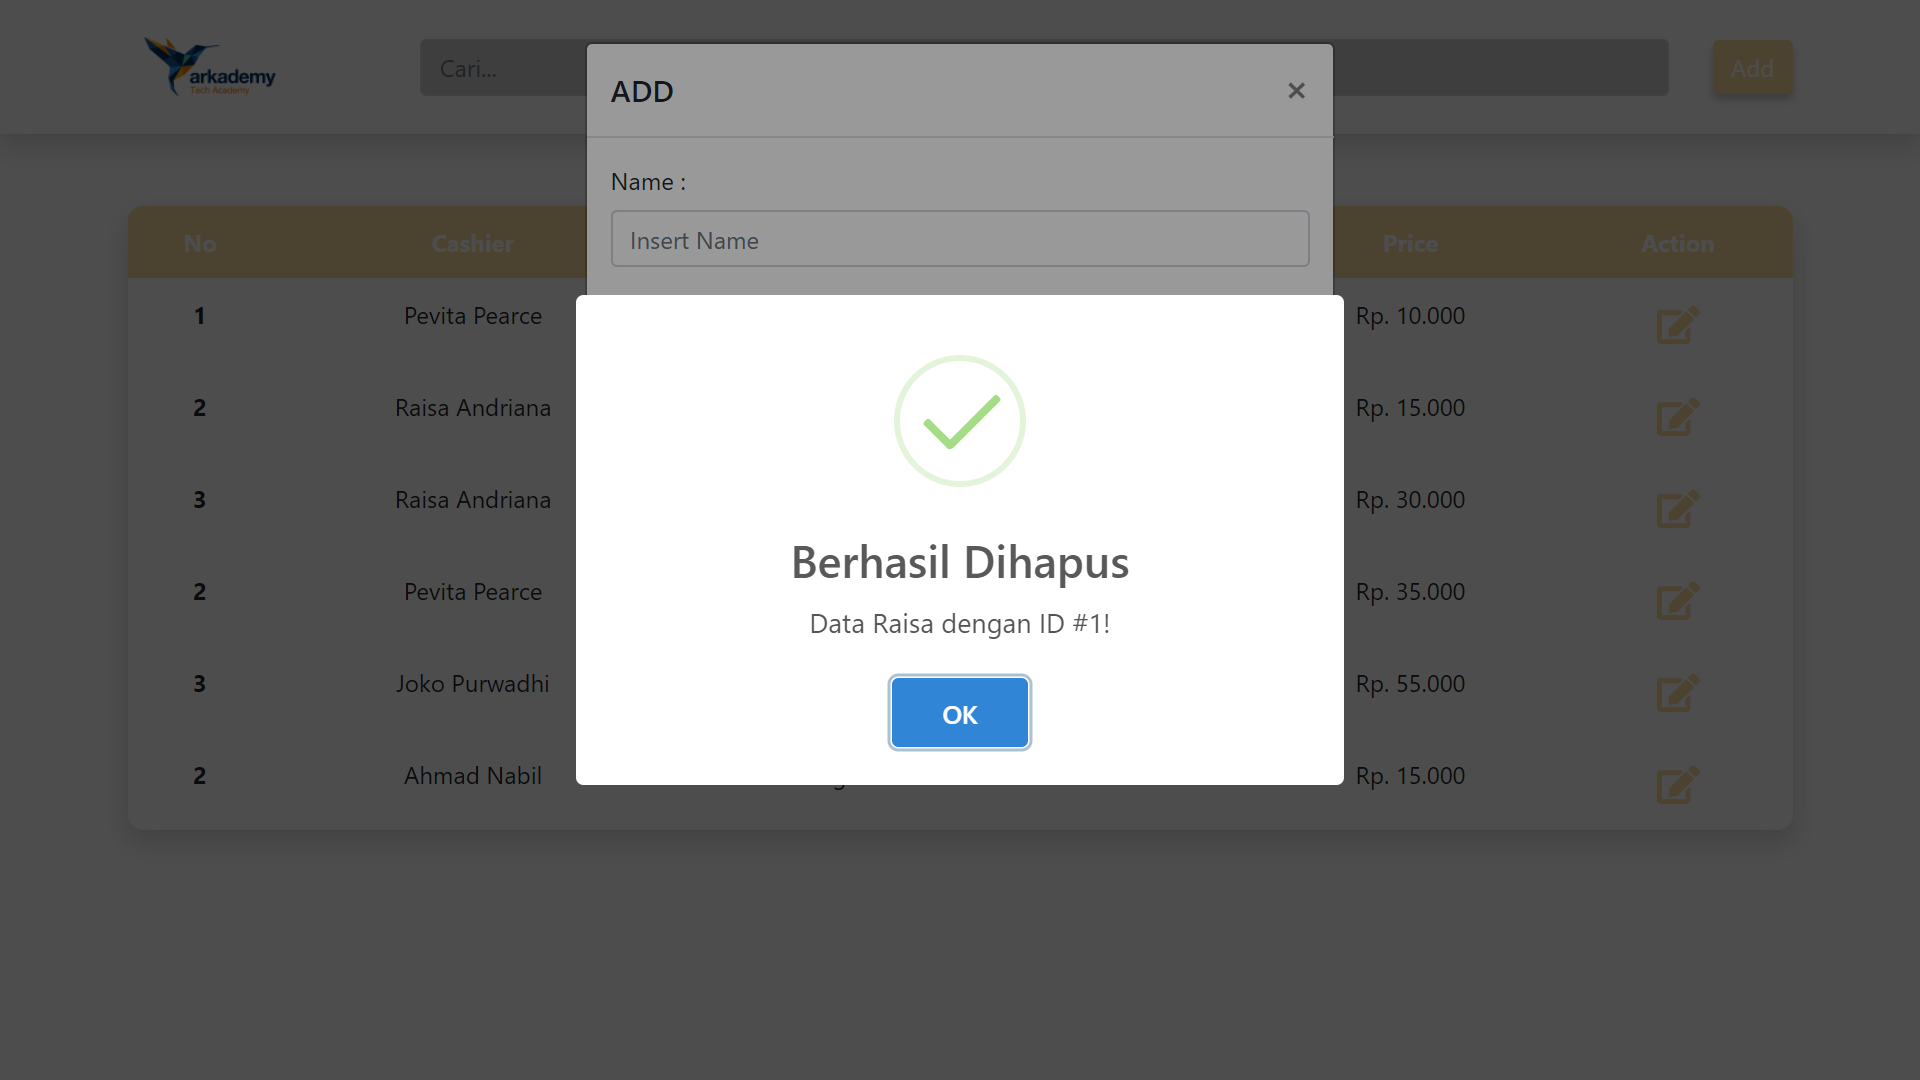 arkademy
Tech Academy
Cari...
Add
ADD
×
Name :
Insert Name
No Cashier Price Action
1 Pevita Pearce Rp. 10.000
2 Raisa Andriana Rp. 15.000
3 Raisa Andriana Rp. 30.000
2 Pevita Pearce Rp. 35.000
3 Joko Purwadhi Rp. 55.000
2 Ahmad Nabil Rp. 15.000
Berhasil Dihapus
Data Raisa dengan ID #1!
OK